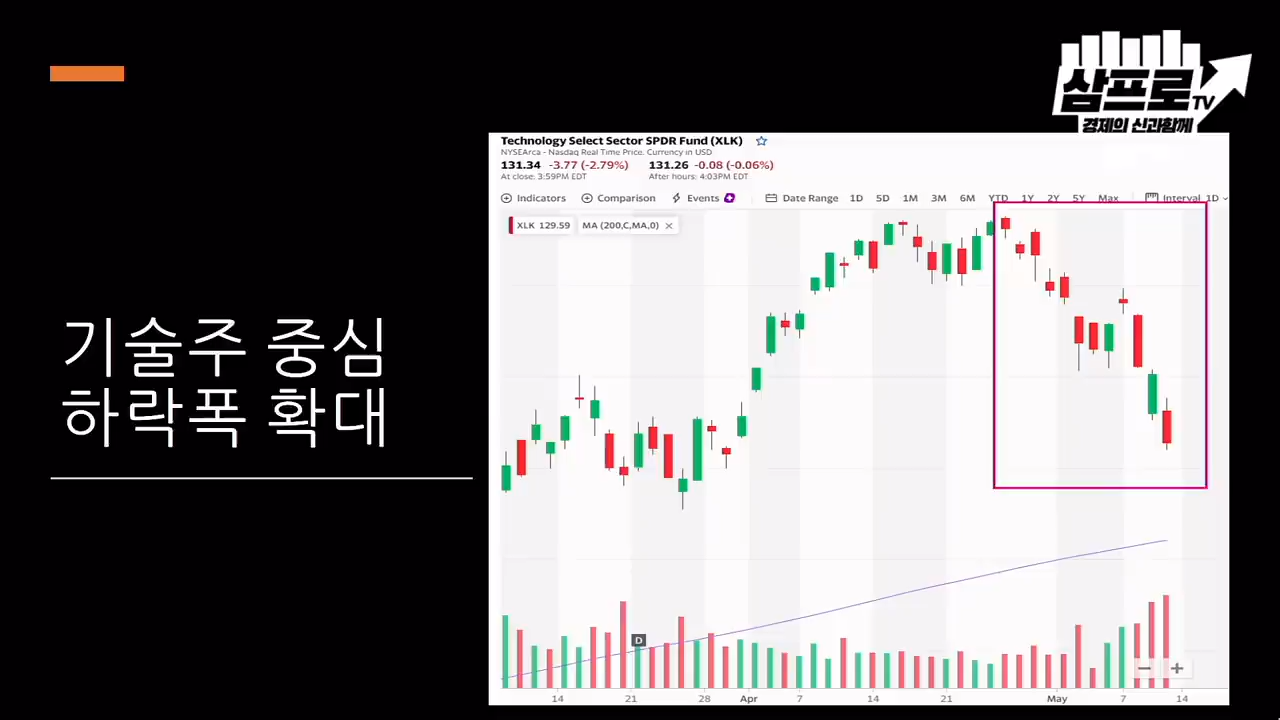 삼프로TV
경제의 신과함께
기술주 중심
하락폭 확대
Technology Select Sector SPDR Fund (XLK)
NYSEArca - Nasdaq Real Time Price. Currency in USD
131.34 -3.77 (-2.79%) 131.26 -0.08 (-0.06%)
At close: 3:59PM EDT After hours: 4:03PM EDT
Indicators Comparison Events Date Range 1D 5D 1M 3M 6M YTD 1Y 2Y 5Y Max Interval 1D
XLK 129.59 MA (200,C,MA,0)
D
14 21 28 Apr 7 14 21 May 7 14